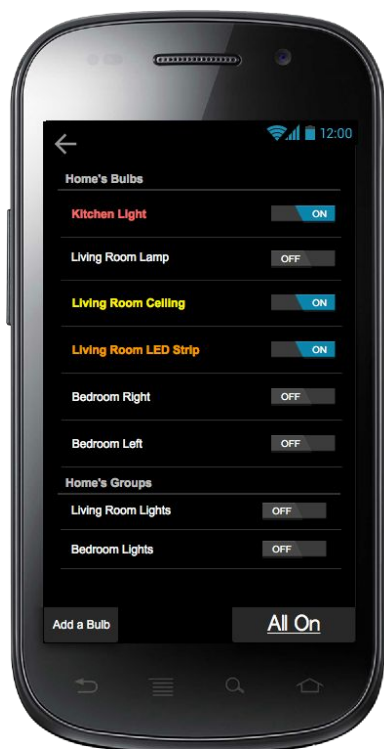 12:00
Home's Bulbs
Kitchen Light ON
Living Room Lamp OFF
Living Room Ceiling ON
Living Room LED Strip ON
Bedroom Right OFF
Bedroom Left OFF
Home's Groups
Living Room Lights OFF
Bedroom Lights OFF
Add a Bulb All On